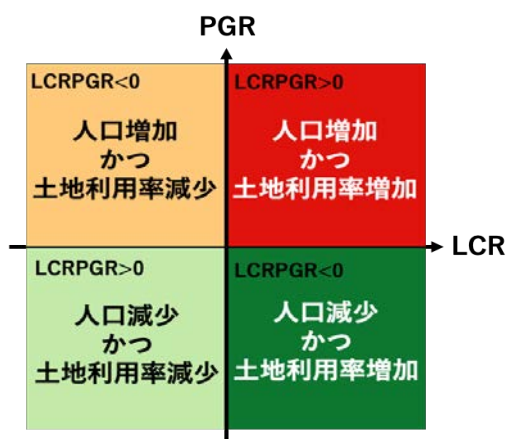 PGR
LCRPGR<0
人口増加
かつ
土地利用率減少
LCRPGR>0
人口増加
かつ
土地利用率増加
LCR
LCRPGR>0
人口減少
かつ
土地利用率減少
LCRPGR<0
人口減少
かつ
土地利用率増加